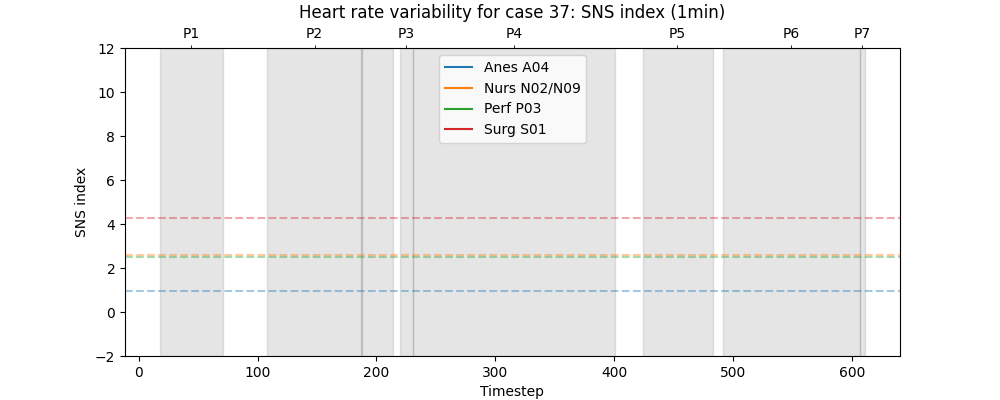 Heart rate variability for case 37: SNS index (1min)
P1 P2 P3 P4 P5 P6 P7
12
10
8
6
4
2
0
−2
SNS index
Anes A04
Nurs N02/N09
Perf P03
Surg S01
0 100 200 300 400 500 600
Timestep